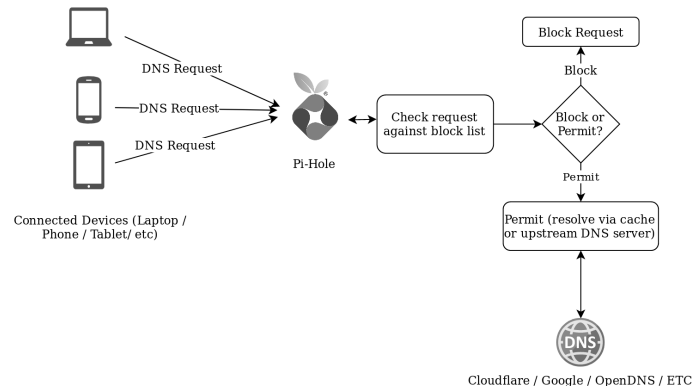 Block Request
DNS Request
Block
DNS Request
Check request
against block list
Block or
Permit?
DNS Request
Pi-Hole
Permit
Connected Devices (Laptop /
Phone / Tablet/ etc)
Permit (resolve via cache
or upstream DNS server)
DNS
Cloudflare / Google / OpenDNS / ETC